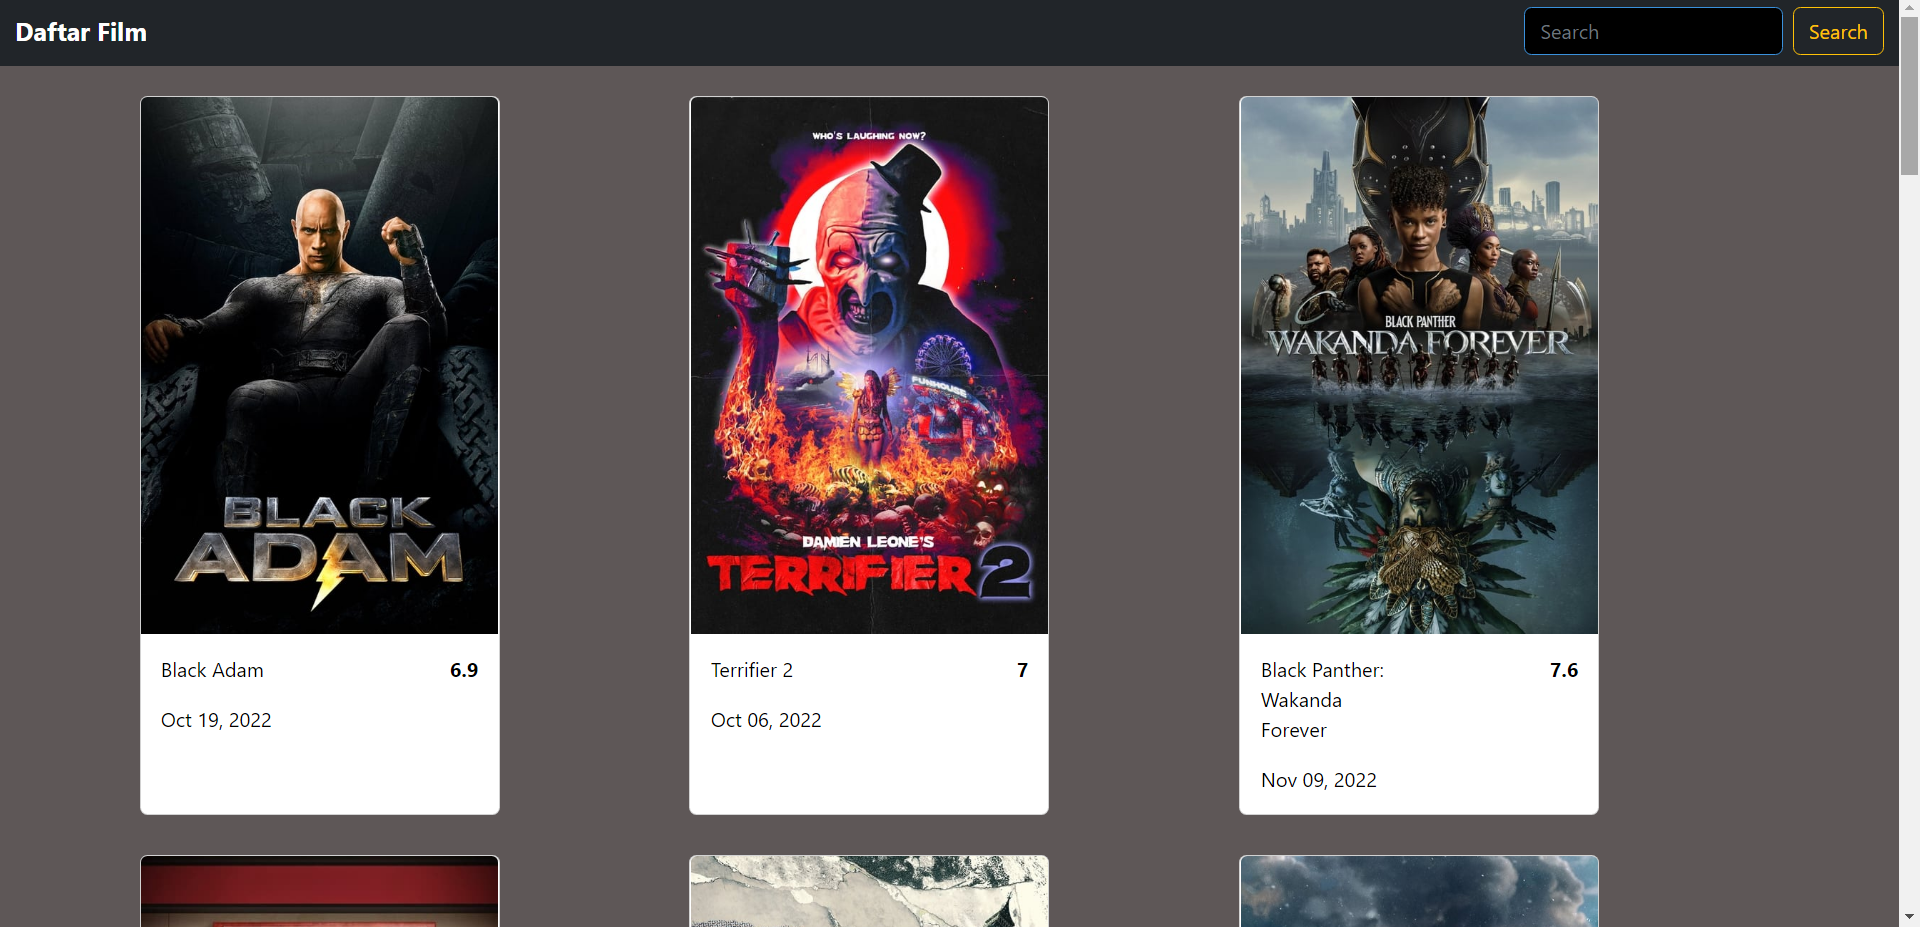 Daftar Film
Search
Search
BLACK
ADAM
WHO'S LAUGHING NOW?
FUNHOUSE
DAMIEN LEONE'S
TERRIFIER 2
BLACK PANTHER
WAKANDA FOREVER
Black Adam 6.9
Oct 19, 2022
Terrifier 2 7
Oct 06, 2022
Black Panther: 7.6
Wakanda
Forever
Nov 09, 2022